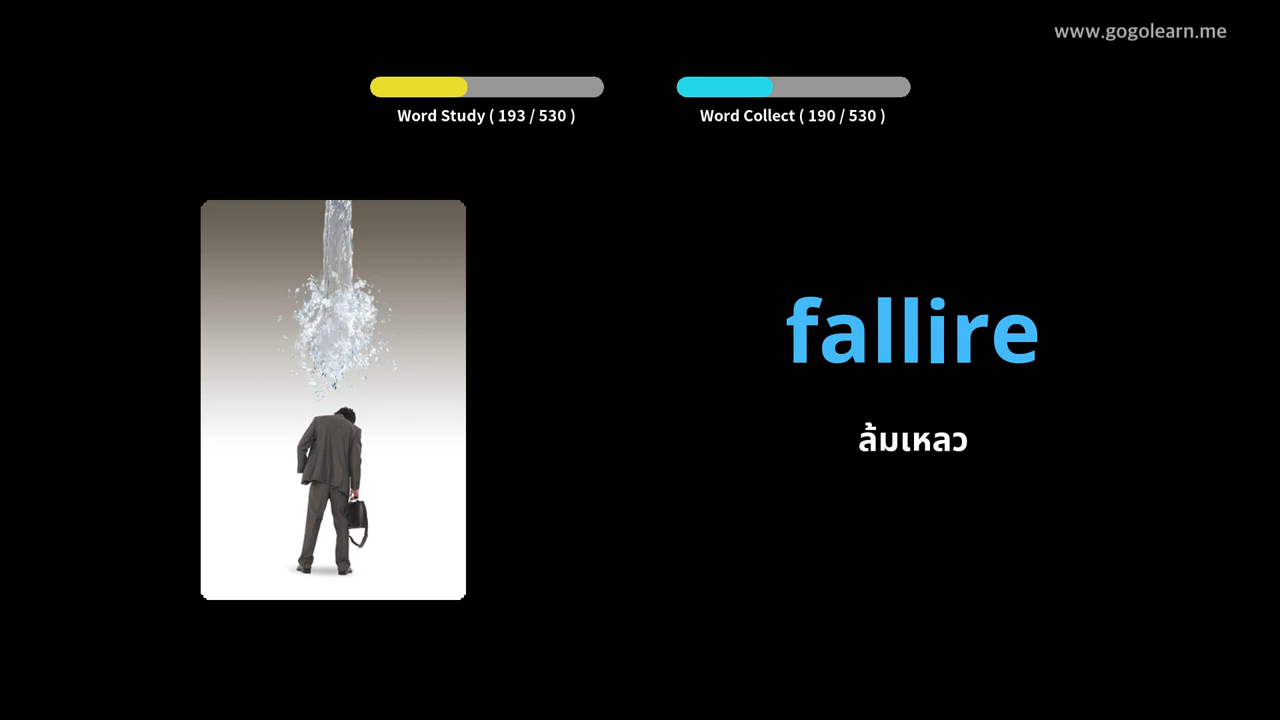 www.gogolearn.me
Word Study ( 193 / 530 )
Word Collect ( 190 / 530 )
fallire
ล้มเหลว